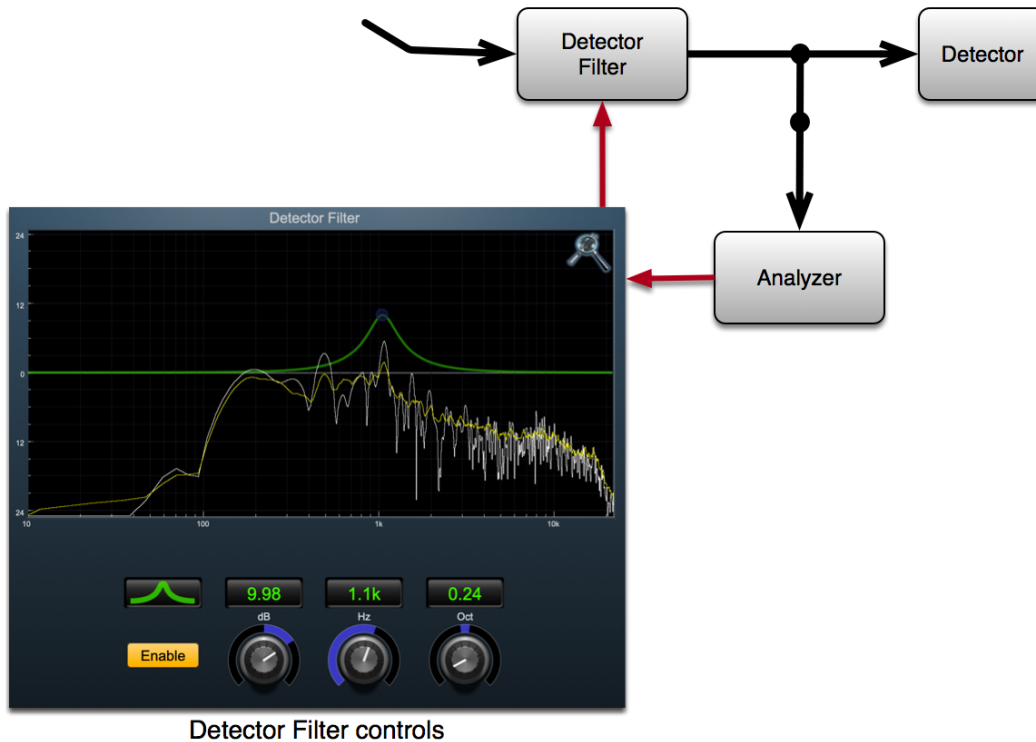 Detector
Filter
Detector
Analyzer
Detector Filter
24
12
0
12
24
10
100
1k
10k
9.98
1.1k
0.24
dB
Hz
Oct
Enable
Detector Filter controls